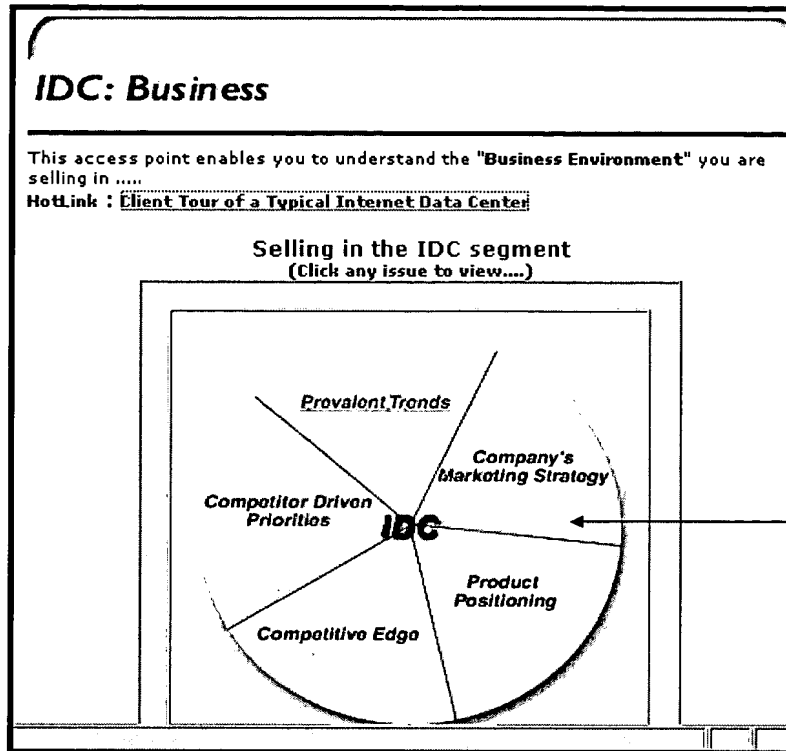 IDC: Business
This access point enables you to understand the "Business Environment" you are
selling in .....
HotLink : Client Tour of a Typical Internet Data Center
Selling in the IDC segment
(Click any issue to view....)
Prevalent Trends
Company's
Marketing Strategy
Competitor Driven
Priorities
IDC
Product
Positioning
Competitive Edge